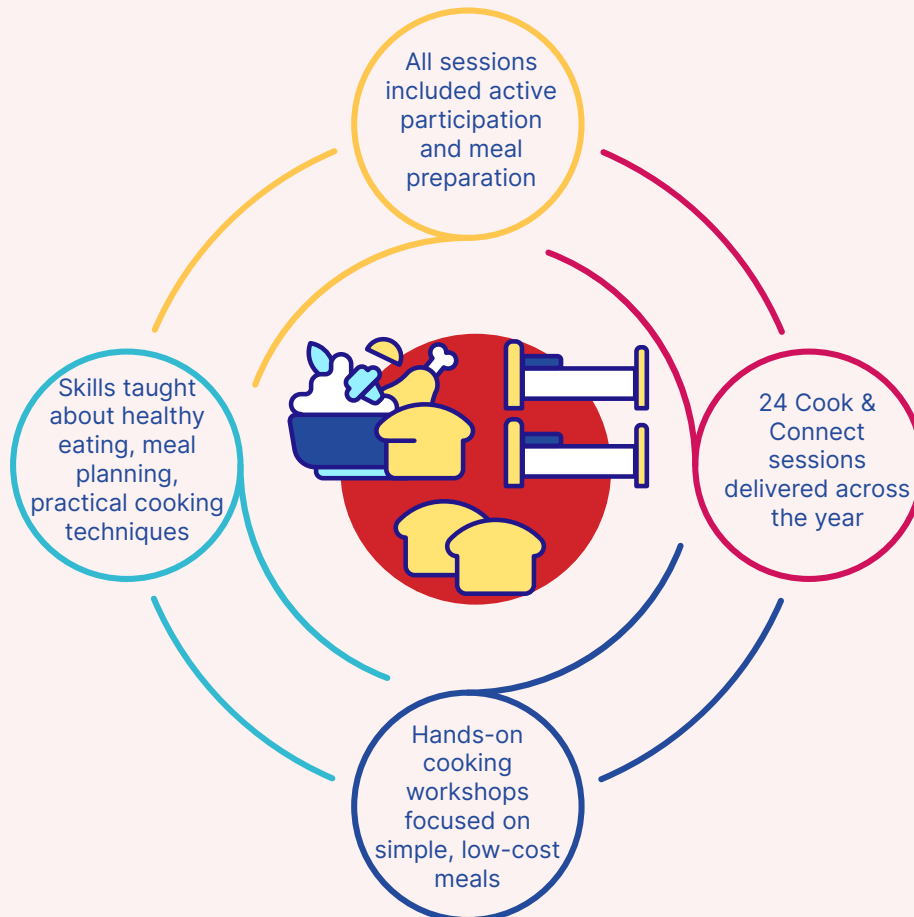 All sessions
included active
participation
and meal
preparation
Skills taught
about healthy
eating, meal
planning,
practical cooking
techniques
24 Cook &
Connect
sessions
delivered across
the year
Hands-on
cooking
workshops
focused on
simple, low-cost
meals